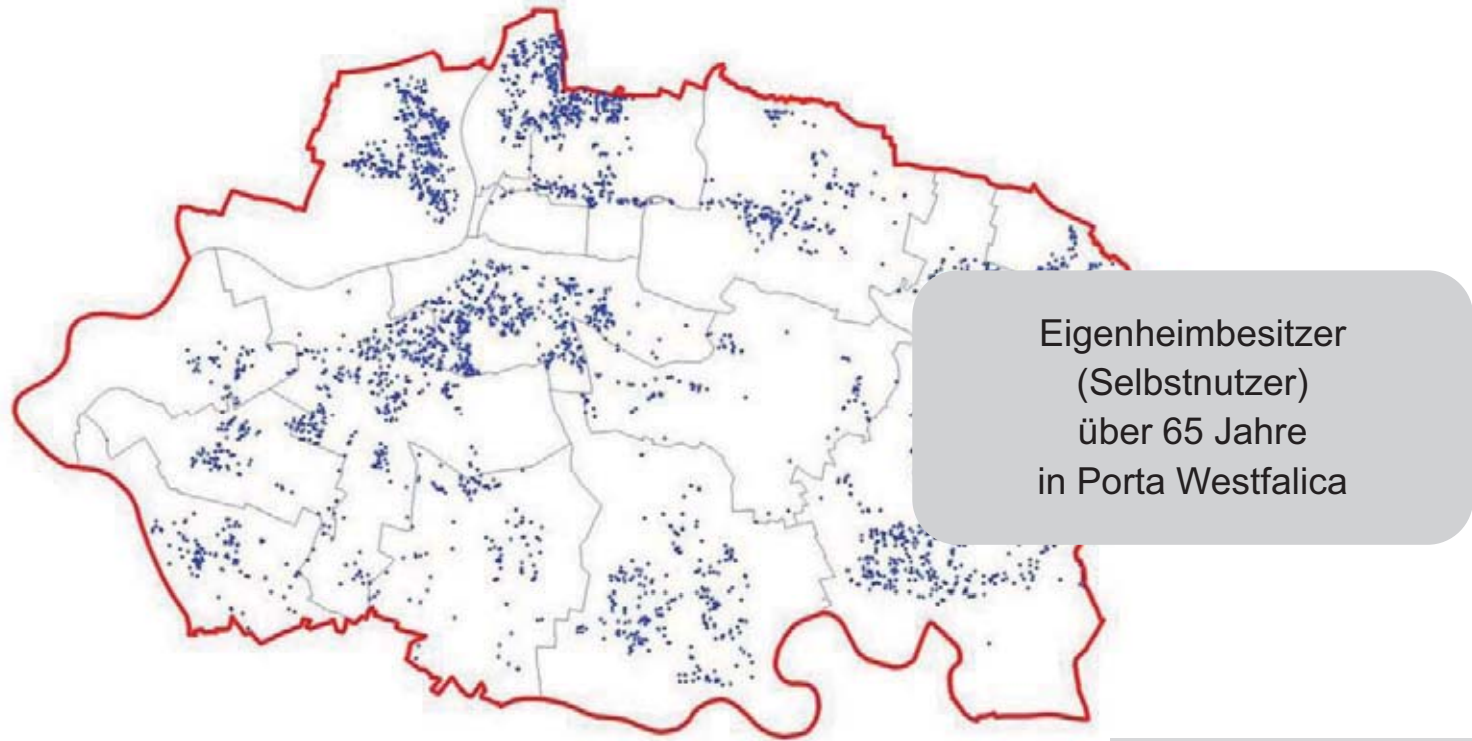 Eigenheimbesitzer
(Selbstnutzer)
über 65 Jahre
in Porta Westfalica